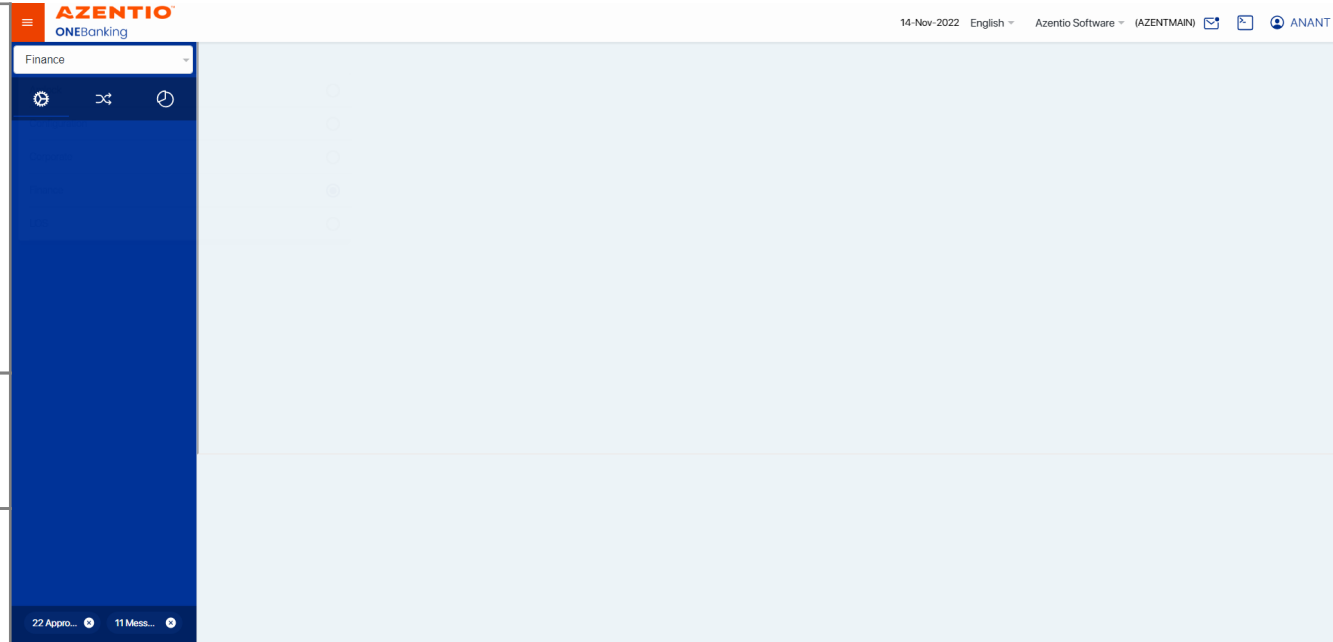 AZENTIO
ONEBanking
14-Nov-2022 English Azentio Software (AZENTMAIN) ANANT
Finance
22 Appro... 11 Mess...